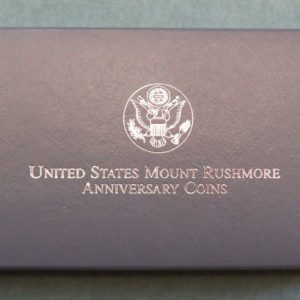 UNITED STATES MOUNT RUSHMORE
ANNIVERSARY COINS